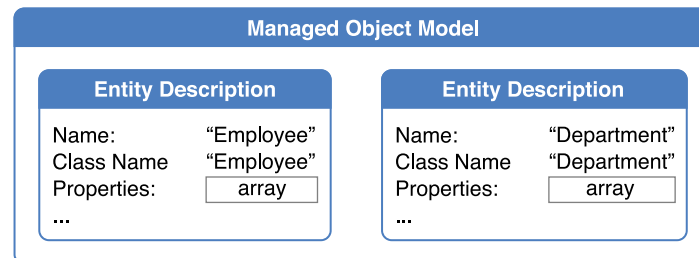 Managed Object Model
Entity Description
Name: “Employee”
Class Name “Employee”
Properties: array
...
Entity Description
Name: “Department”
Class Name “Department”
Properties: array
...